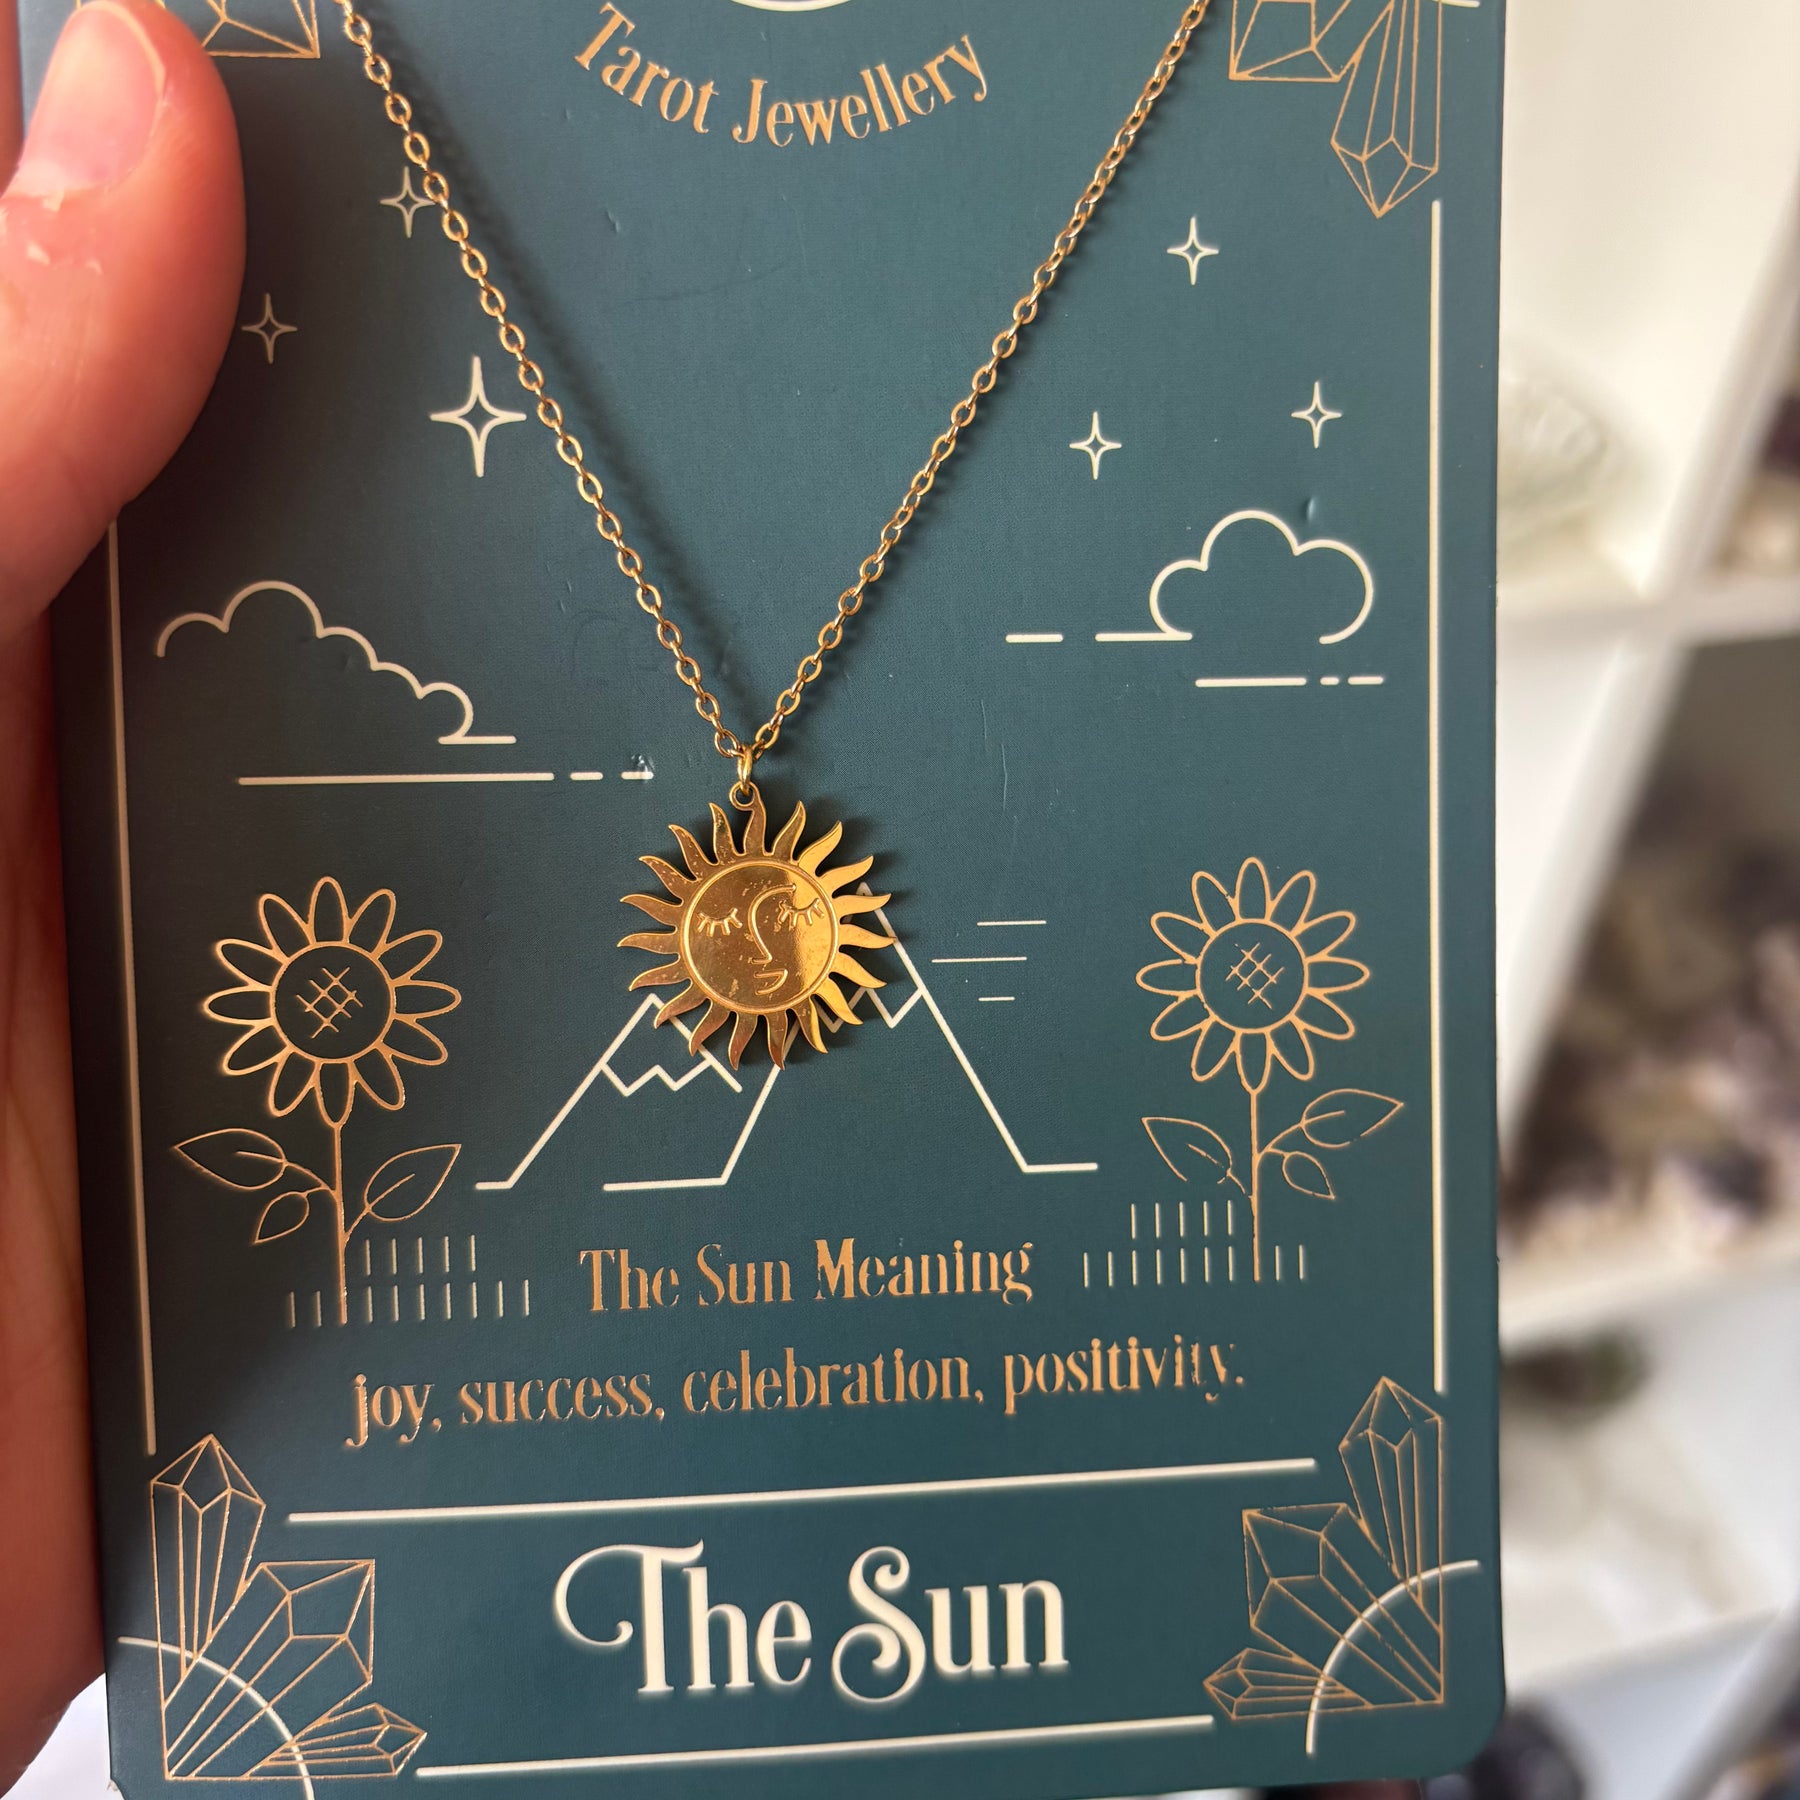 Tarot Jewellery
The Sun Meaning
joy, success, celebration, positivity.
The Sun